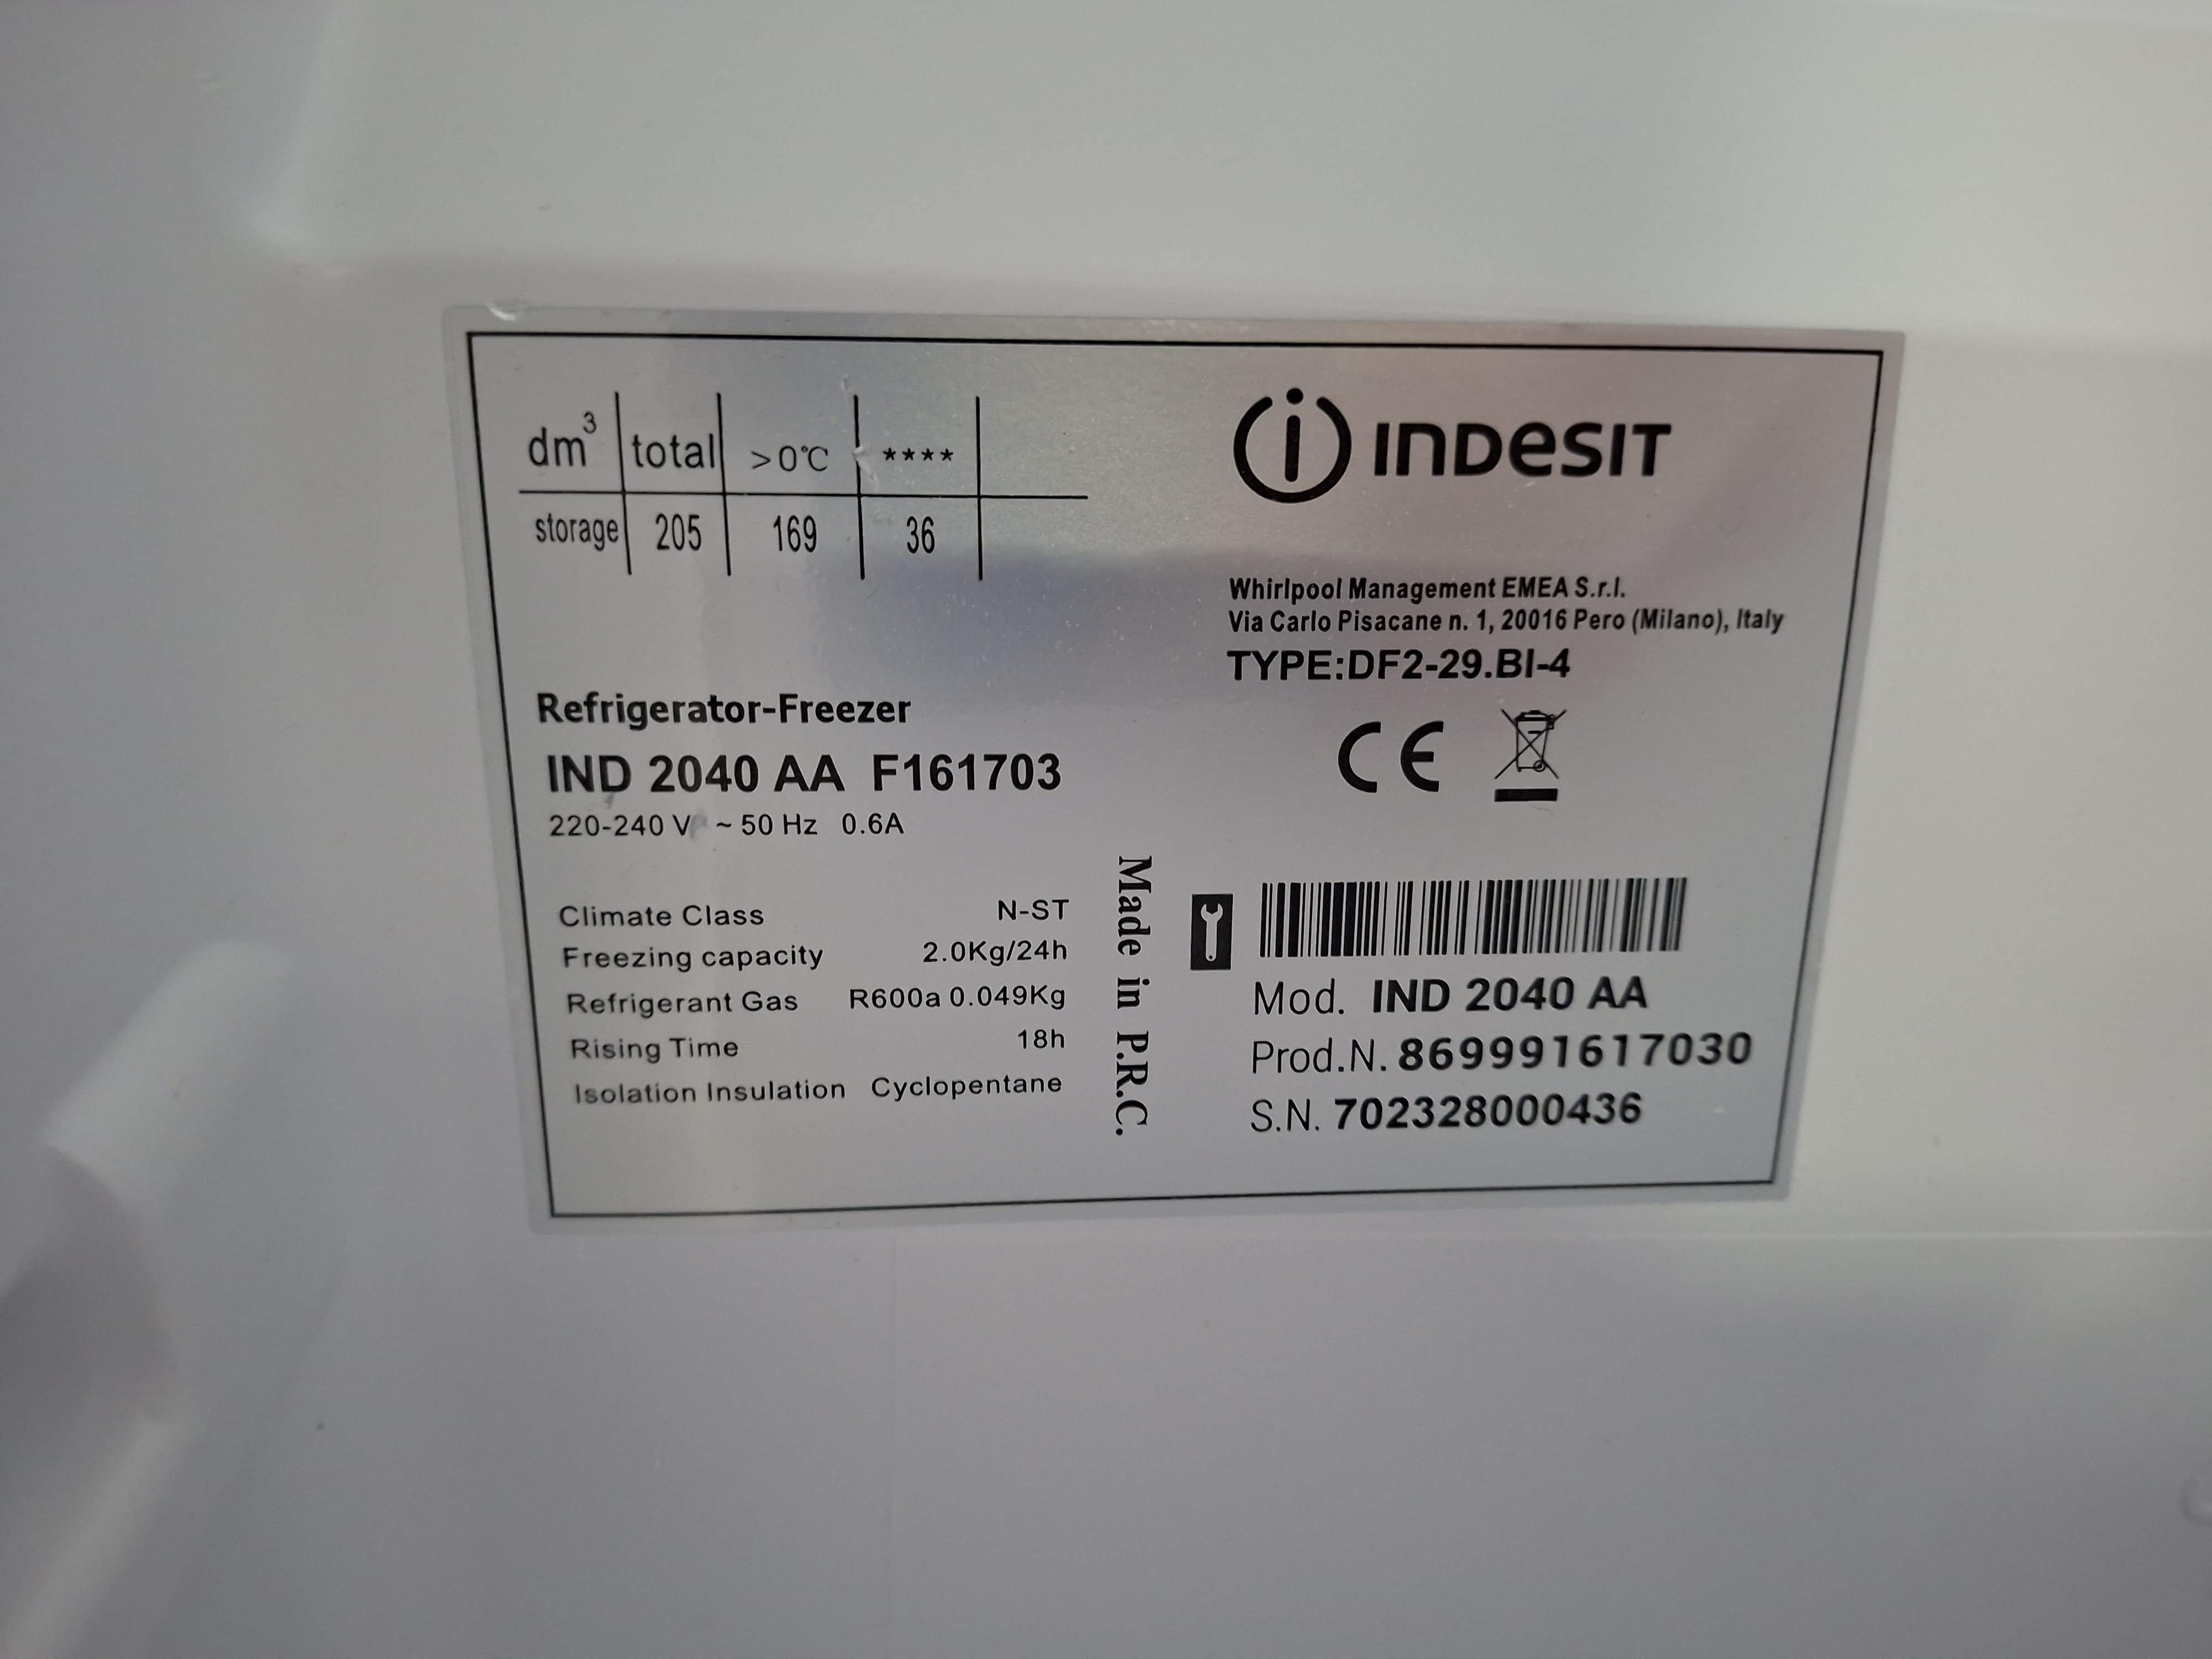 dm³ total >0℃ ****
storage 205 169 36
INDESIT
Whirlpool Management EMEA S.r.l.
Via Carlo Pisacane n. 1, 20016 Pero (Milano), Italy
TYPE:DF2-29.BI-4
CE
Refrigerator-Freezer
IND 2040 AA F161703
220-240 V ~ 50 Hz 0.6A
Climate Class N-ST
Freezing capacity 2.0Kg/24h
Refrigerant Gas R600a 0.049Kg
Rising Time 18h
Isolation Insulation Cyclopentane
Made in P.R.C.
Mod. IND 2040 AA
Prod.N. 869991617030
S.N. 702328000436